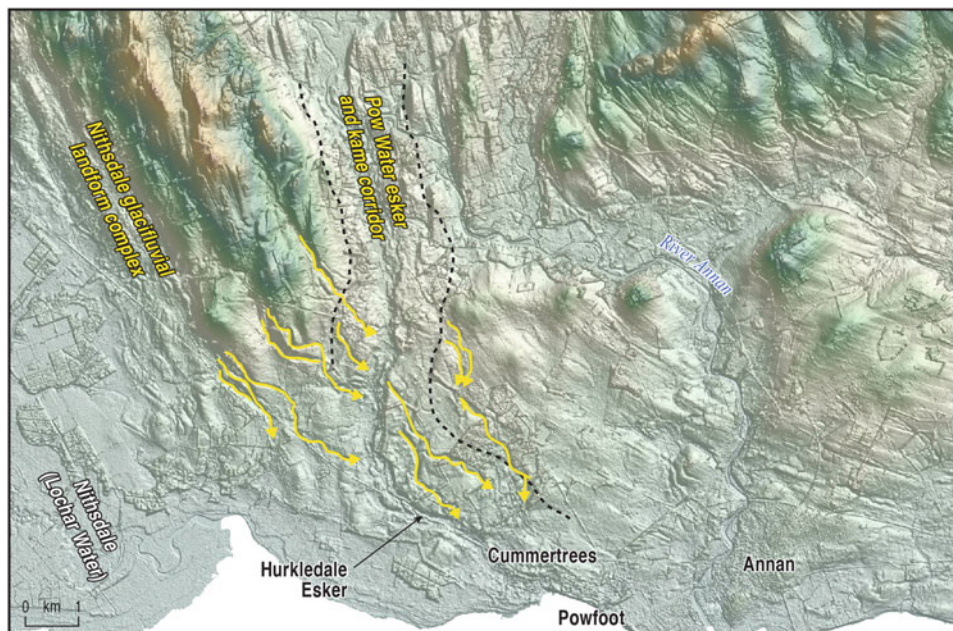 Nithsdale glacifluvial
landform complex
Pow Water esker
and kame corridor
River Annan
Nithsdale
(Lochar Water)
Hurkledale
Esker
Cummertrees
Annan
Powfoot
0 km 1